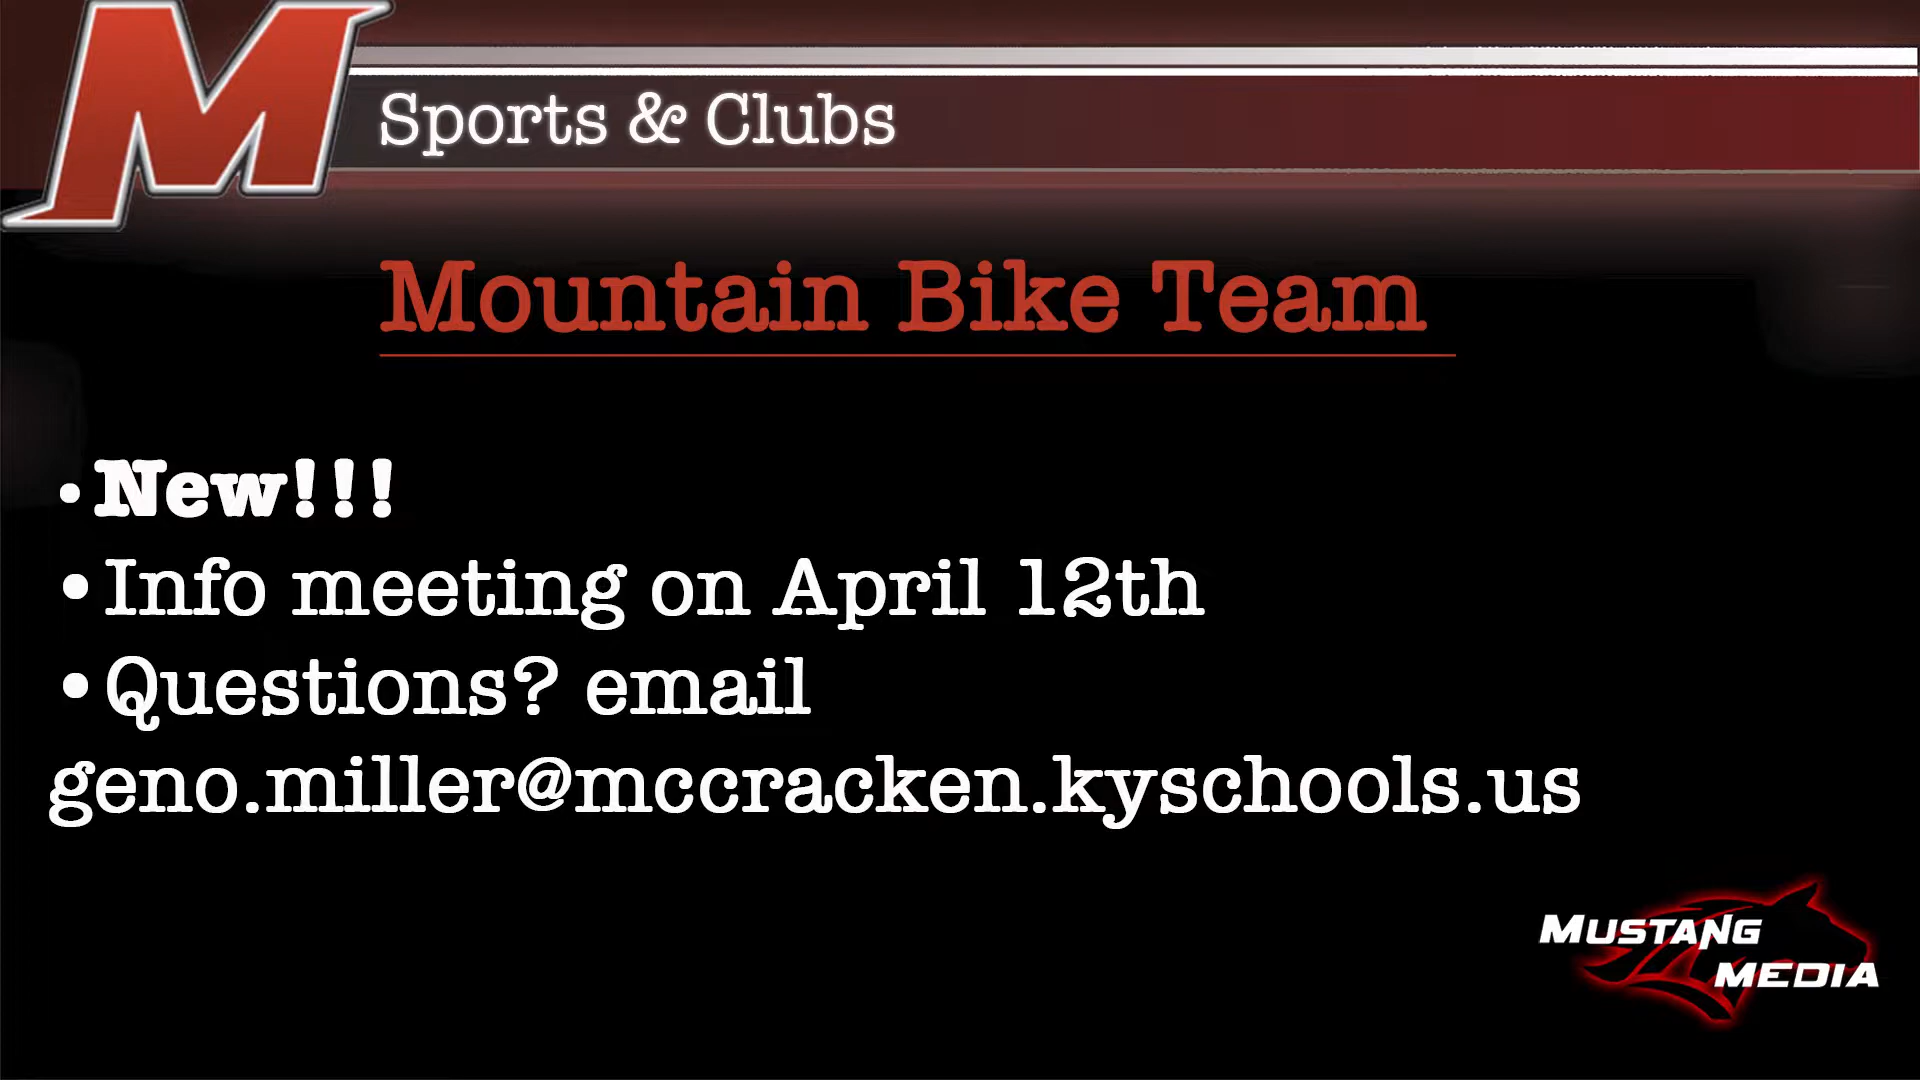 M
Sports & Clubs
Mountain Bike Team
• New!!!
• Info meeting on April 12th
• Questions? email
geno.miller@mccracken.kyschools.us
MUSTANG
MEDIA